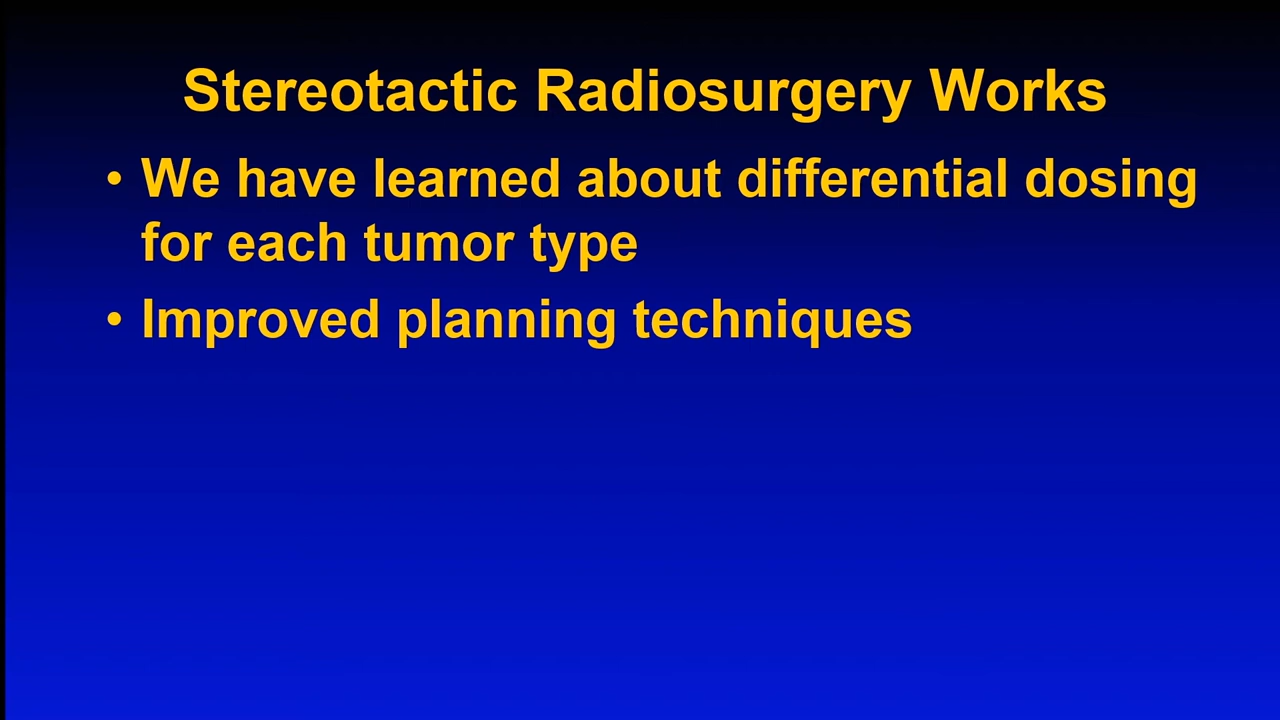 Stereotactic Radiosurgery Works
• We have learned about differential dosing
for each tumor type
• Improved planning techniques